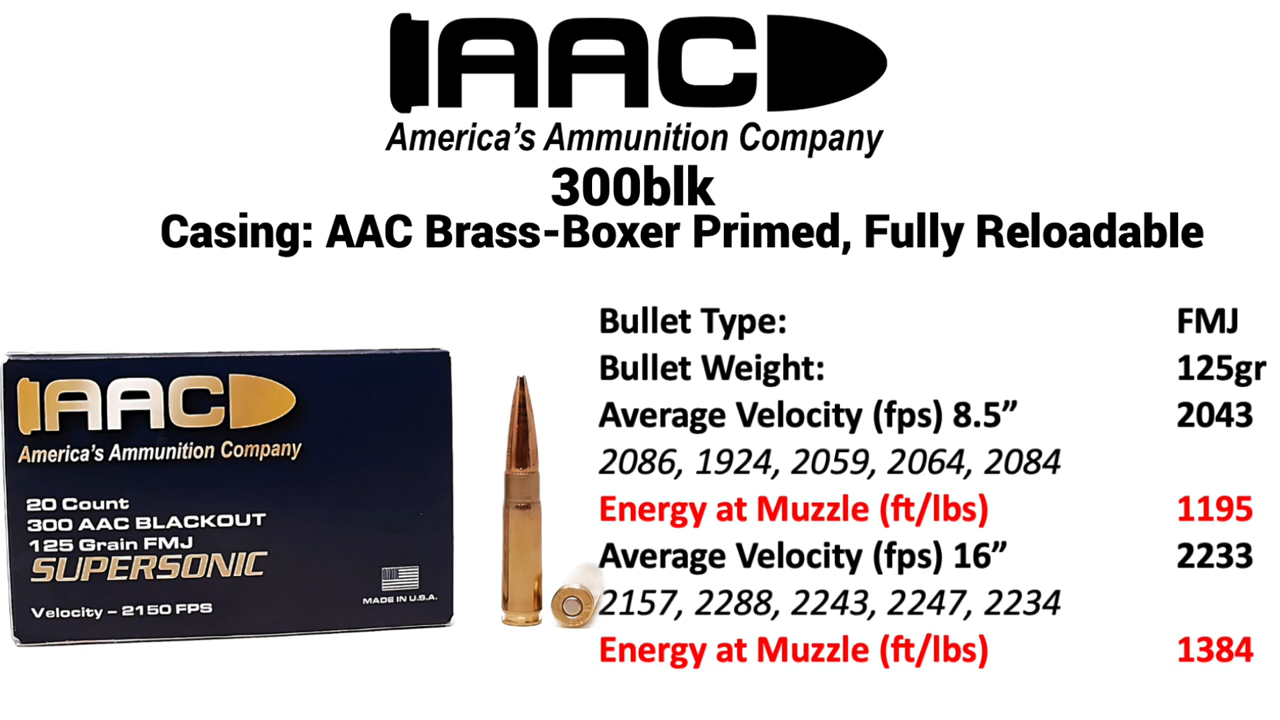 AAC
America's Ammunition Company
300blk
Casing: AAC Brass-Boxer Primed, Fully Reloadable
AAC
America's Ammunition Company
20 Count
300 AAC BLACKOUT
125 Grain FMJ
SUPERSONIC
Velocity – 2150 FPS
MADE IN U.S.A.
Bullet Type: FMJ
Bullet Weight: 125gr
Average Velocity (fps) 8.5” 2043
2086, 1924, 2059, 2064, 2084
Energy at Muzzle (ft/lbs) 1195
Average Velocity (fps) 16” 2233
2157, 2288, 2243, 2247, 2234
Energy at Muzzle (ft/lbs) 1384